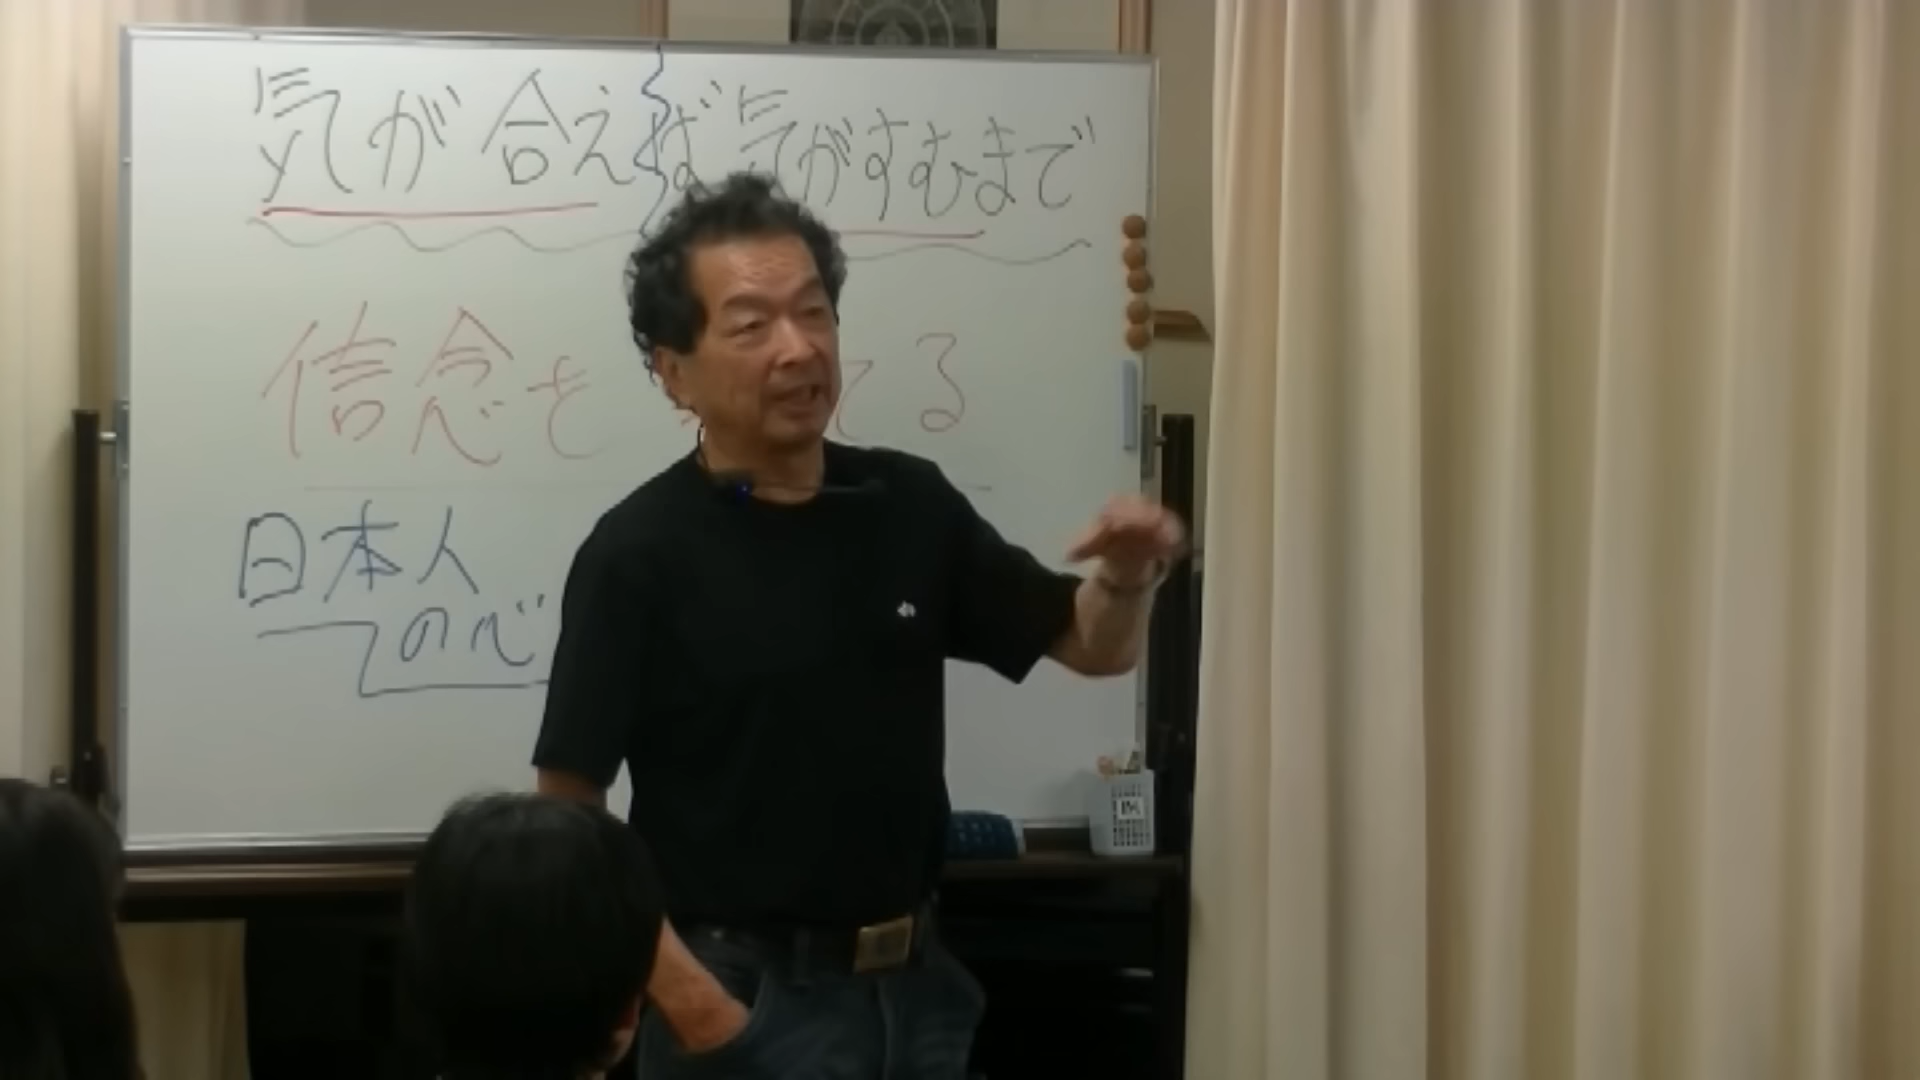 気が合えば気がすむまで
信念を てる
日本人
の心